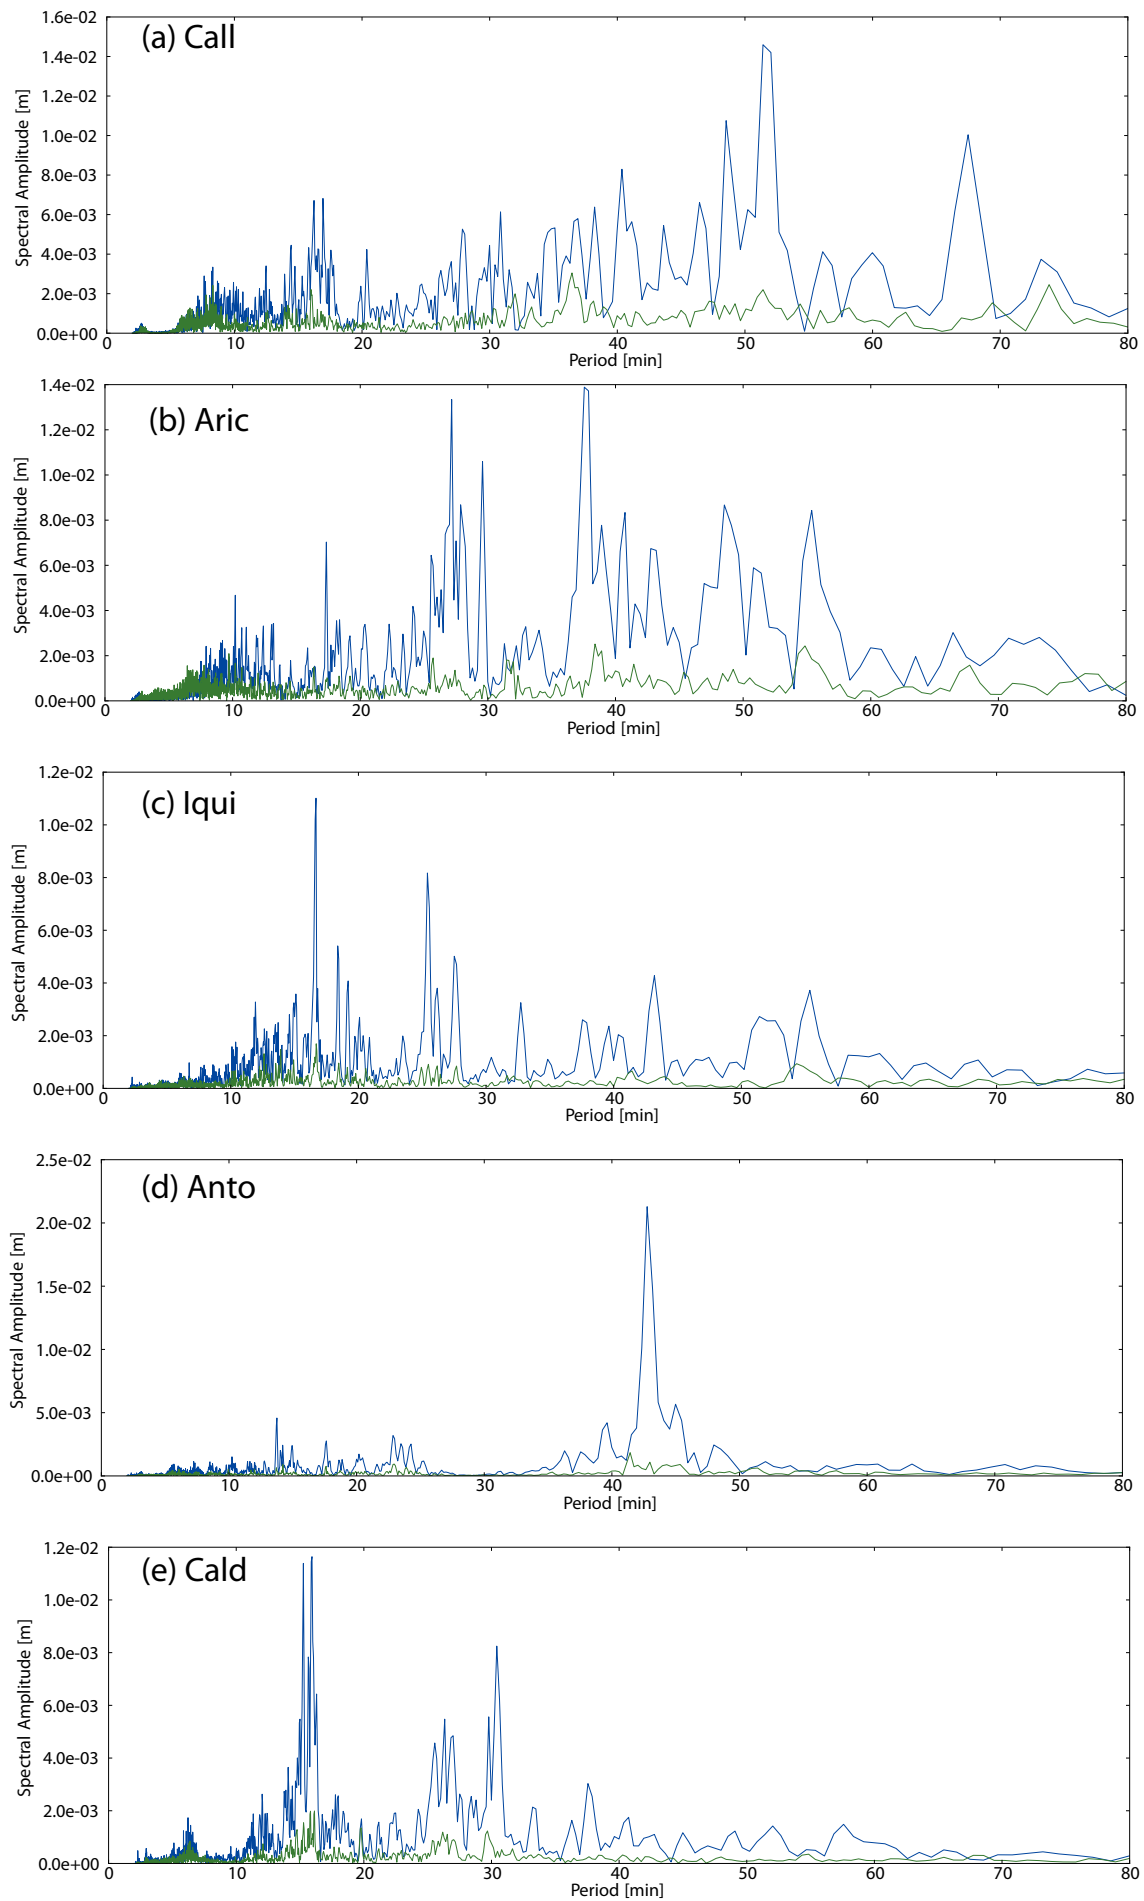 (a) Call
Spectral Amplitude [m]
1.6e-02
1.4e-02
1.2e-02
1.0e-02
8.0e-03
6.0e-03
4.0e-03
2.0e-03
0.0e+00
0 10 20 30 40 50 60 70 80
Period [min]
(b) Aric
Spectral Amplitude [m]
1.4e-02
1.2e-02
1.0e-02
8.0e-03
6.0e-03
4.0e-03
2.0e-03
0.0e+00
0 10 20 30 40 50 60 70 80
Period [min]
(c) Iqui
Spectral Amplitude [m]
1.2e-02
1.0e-02
8.0e-03
6.0e-03
4.0e-03
2.0e-03
0.0e+00
0 10 20 30 40 50 60 70 80
Period [min]
(d) Anto
Spectral Amplitude [m]
2.5e-02
2.0e-02
1.5e-02
1.0e-02
5.0e-03
0.0e+00
0 10 20 30 40 50 60 70 80
Period [min]
(e) Cald
Spectral Amplitude [m]
1.2e-02
1.0e-02
8.0e-03
6.0e-03
4.0e-03
2.0e-03
0.0e+00
0 10 20 30 40 50 60 70 80
Period [min]